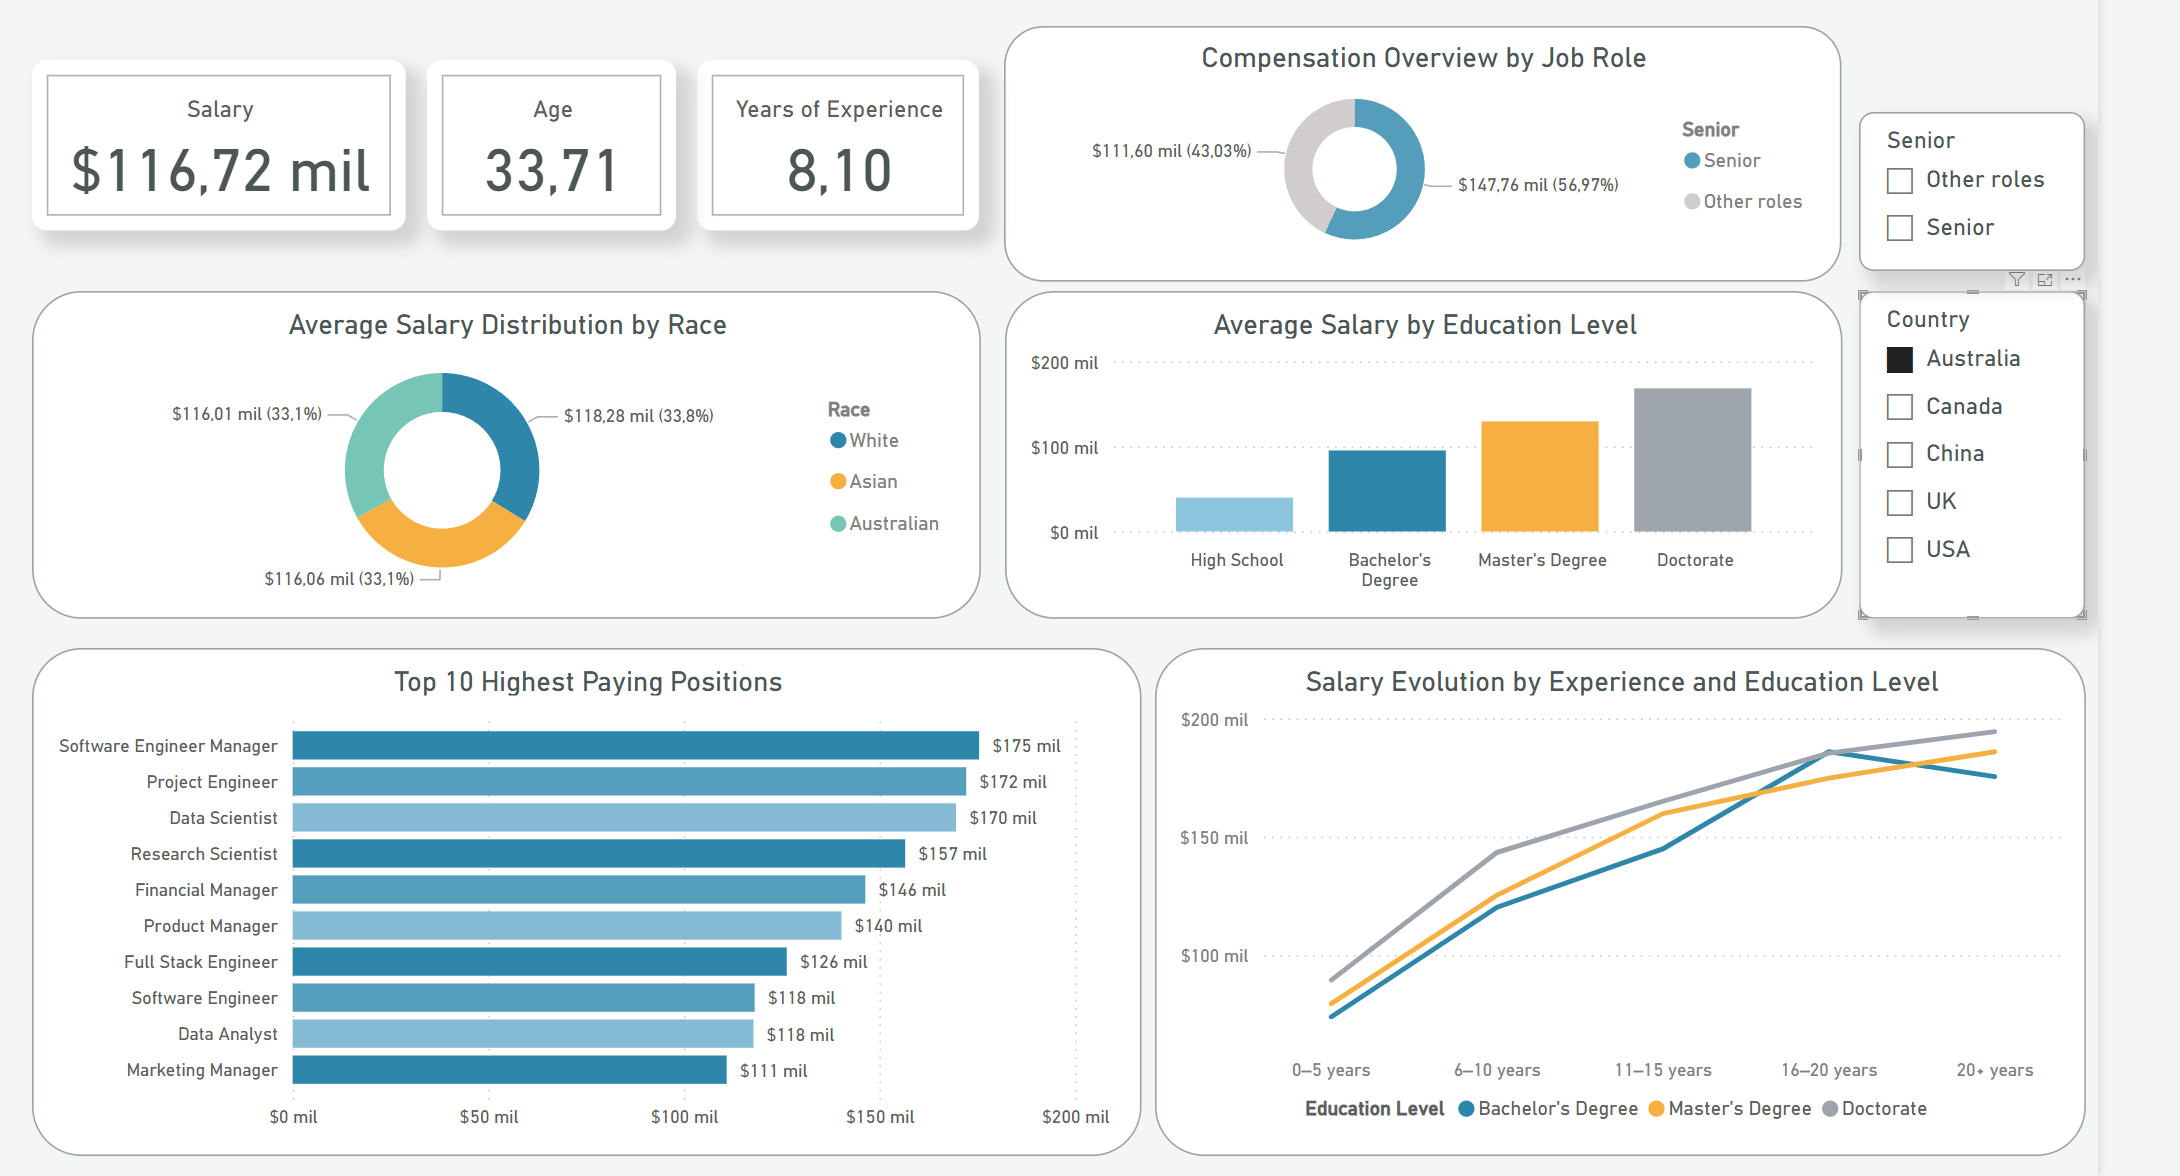 Salary
$116,72 mil
Age
33,71
Years of Experience
8,10
Compensation Overview by Job Role
$111,60 mil (43,03%)
$147,76 mil (56,97%)
Senior
Senior
Other roles
Senior
Other roles
Senior
Average Salary Distribution by Race
$116,01 mil (33,1%)
$118,28 mil (33,8%)
$116,06 mil (33,1%)
Race
White
Asian
Australian
Average Salary by Education Level
$200 mil
$100 mil
$0 mil
High School
Bachelor's
Degree
Master's Degree
Doctorate
Country
Australia
Canada
China
UK
USA
Top 10 Highest Paying Positions
Software Engineer Manager
$175 mil
Project Engineer
$172 mil
Data Scientist
$170 mil
Research Scientist
$157 mil
Financial Manager
$146 mil
Product Manager
$140 mil
Full Stack Engineer
$126 mil
Software Engineer
$118 mil
Data Analyst
$118 mil
Marketing Manager
$111 mil
$0 mil
$50 mil
$100 mil
$150 mil
$200 mil
Salary Evolution by Experience and Education Level
$200 mil
$150 mil
$100 mil
0–5 years
6–10 years
11–15 years
16–20 years
20+ years
Education Level
Bachelor's Degree
Master's Degree
Doctorate